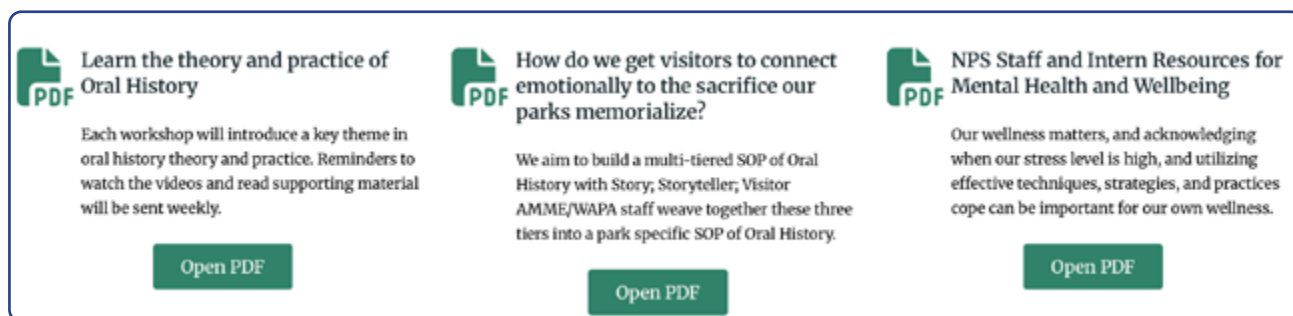 PDF
Learn the theory and practice of
Oral History
Each workshop will introduce a key theme in
oral history theory and practice. Reminders to
watch the videos and read supporting material
will be sent weekly.
Open PDF
PDF
How do we get visitors to connect
emotionally to the sacrifice our
parks memorialize?
We aim to build a multi-tiered SOP of Oral
History with Story; Storyteller; Visitor
AMME/WAPA staff weave together these three
tiers into a park specific SOP of Oral History.
Open PDF
PDF
NPS Staff and Intern Resources for
Mental Health and Wellbeing
Our wellness matters, and acknowledging
when our stress level is high, and utilizing
effective techniques, strategies, and practices
cope can be important for our own wellness.
Open PDF